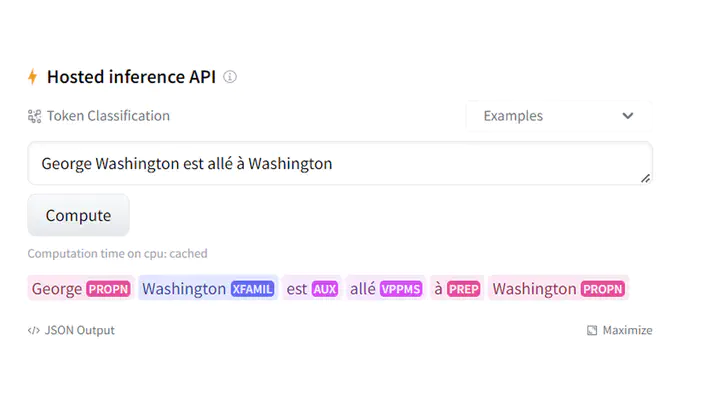 Hosted inference API
Token Classification Examples
George Washington est allé à Washington
Compute
Computation time on cpu: cached
George PROPN Washington XFAMIL est AUX allé VPPMS à PREP Washington PROPN
</> JSON Output Maximize